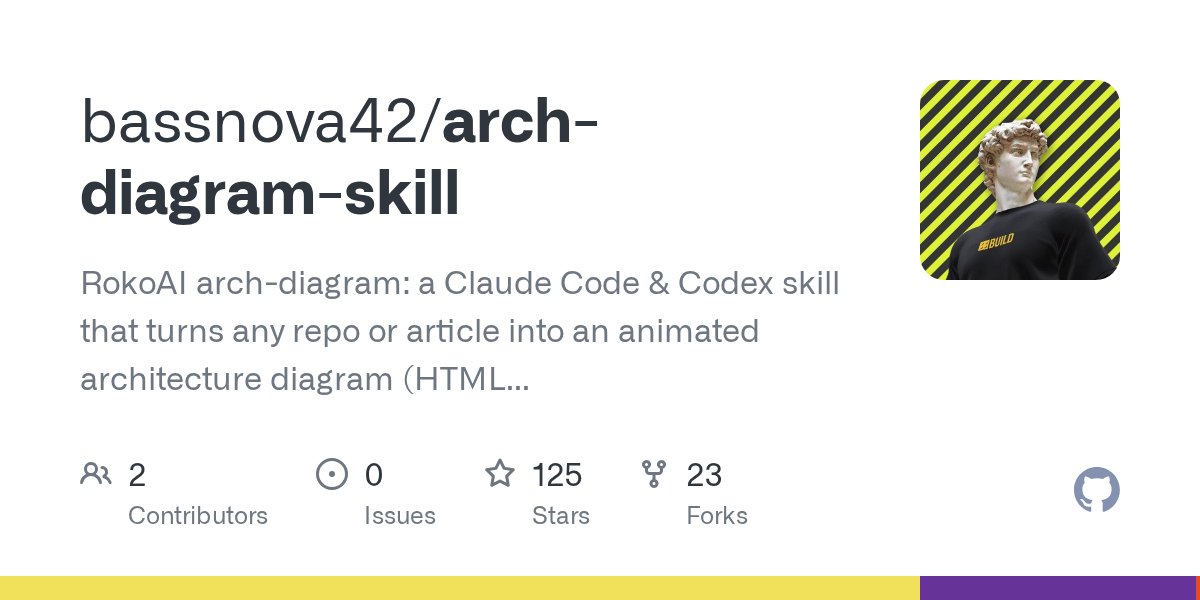 bassnova42/arch-
diagram-skill
RokoAI arch-diagram: a Claude Code & Codex skill
that turns any repo or article into an animated
architecture diagram (HTML...
2
Contributors
0
Issues
125
Stars
23
Forks
BUILD